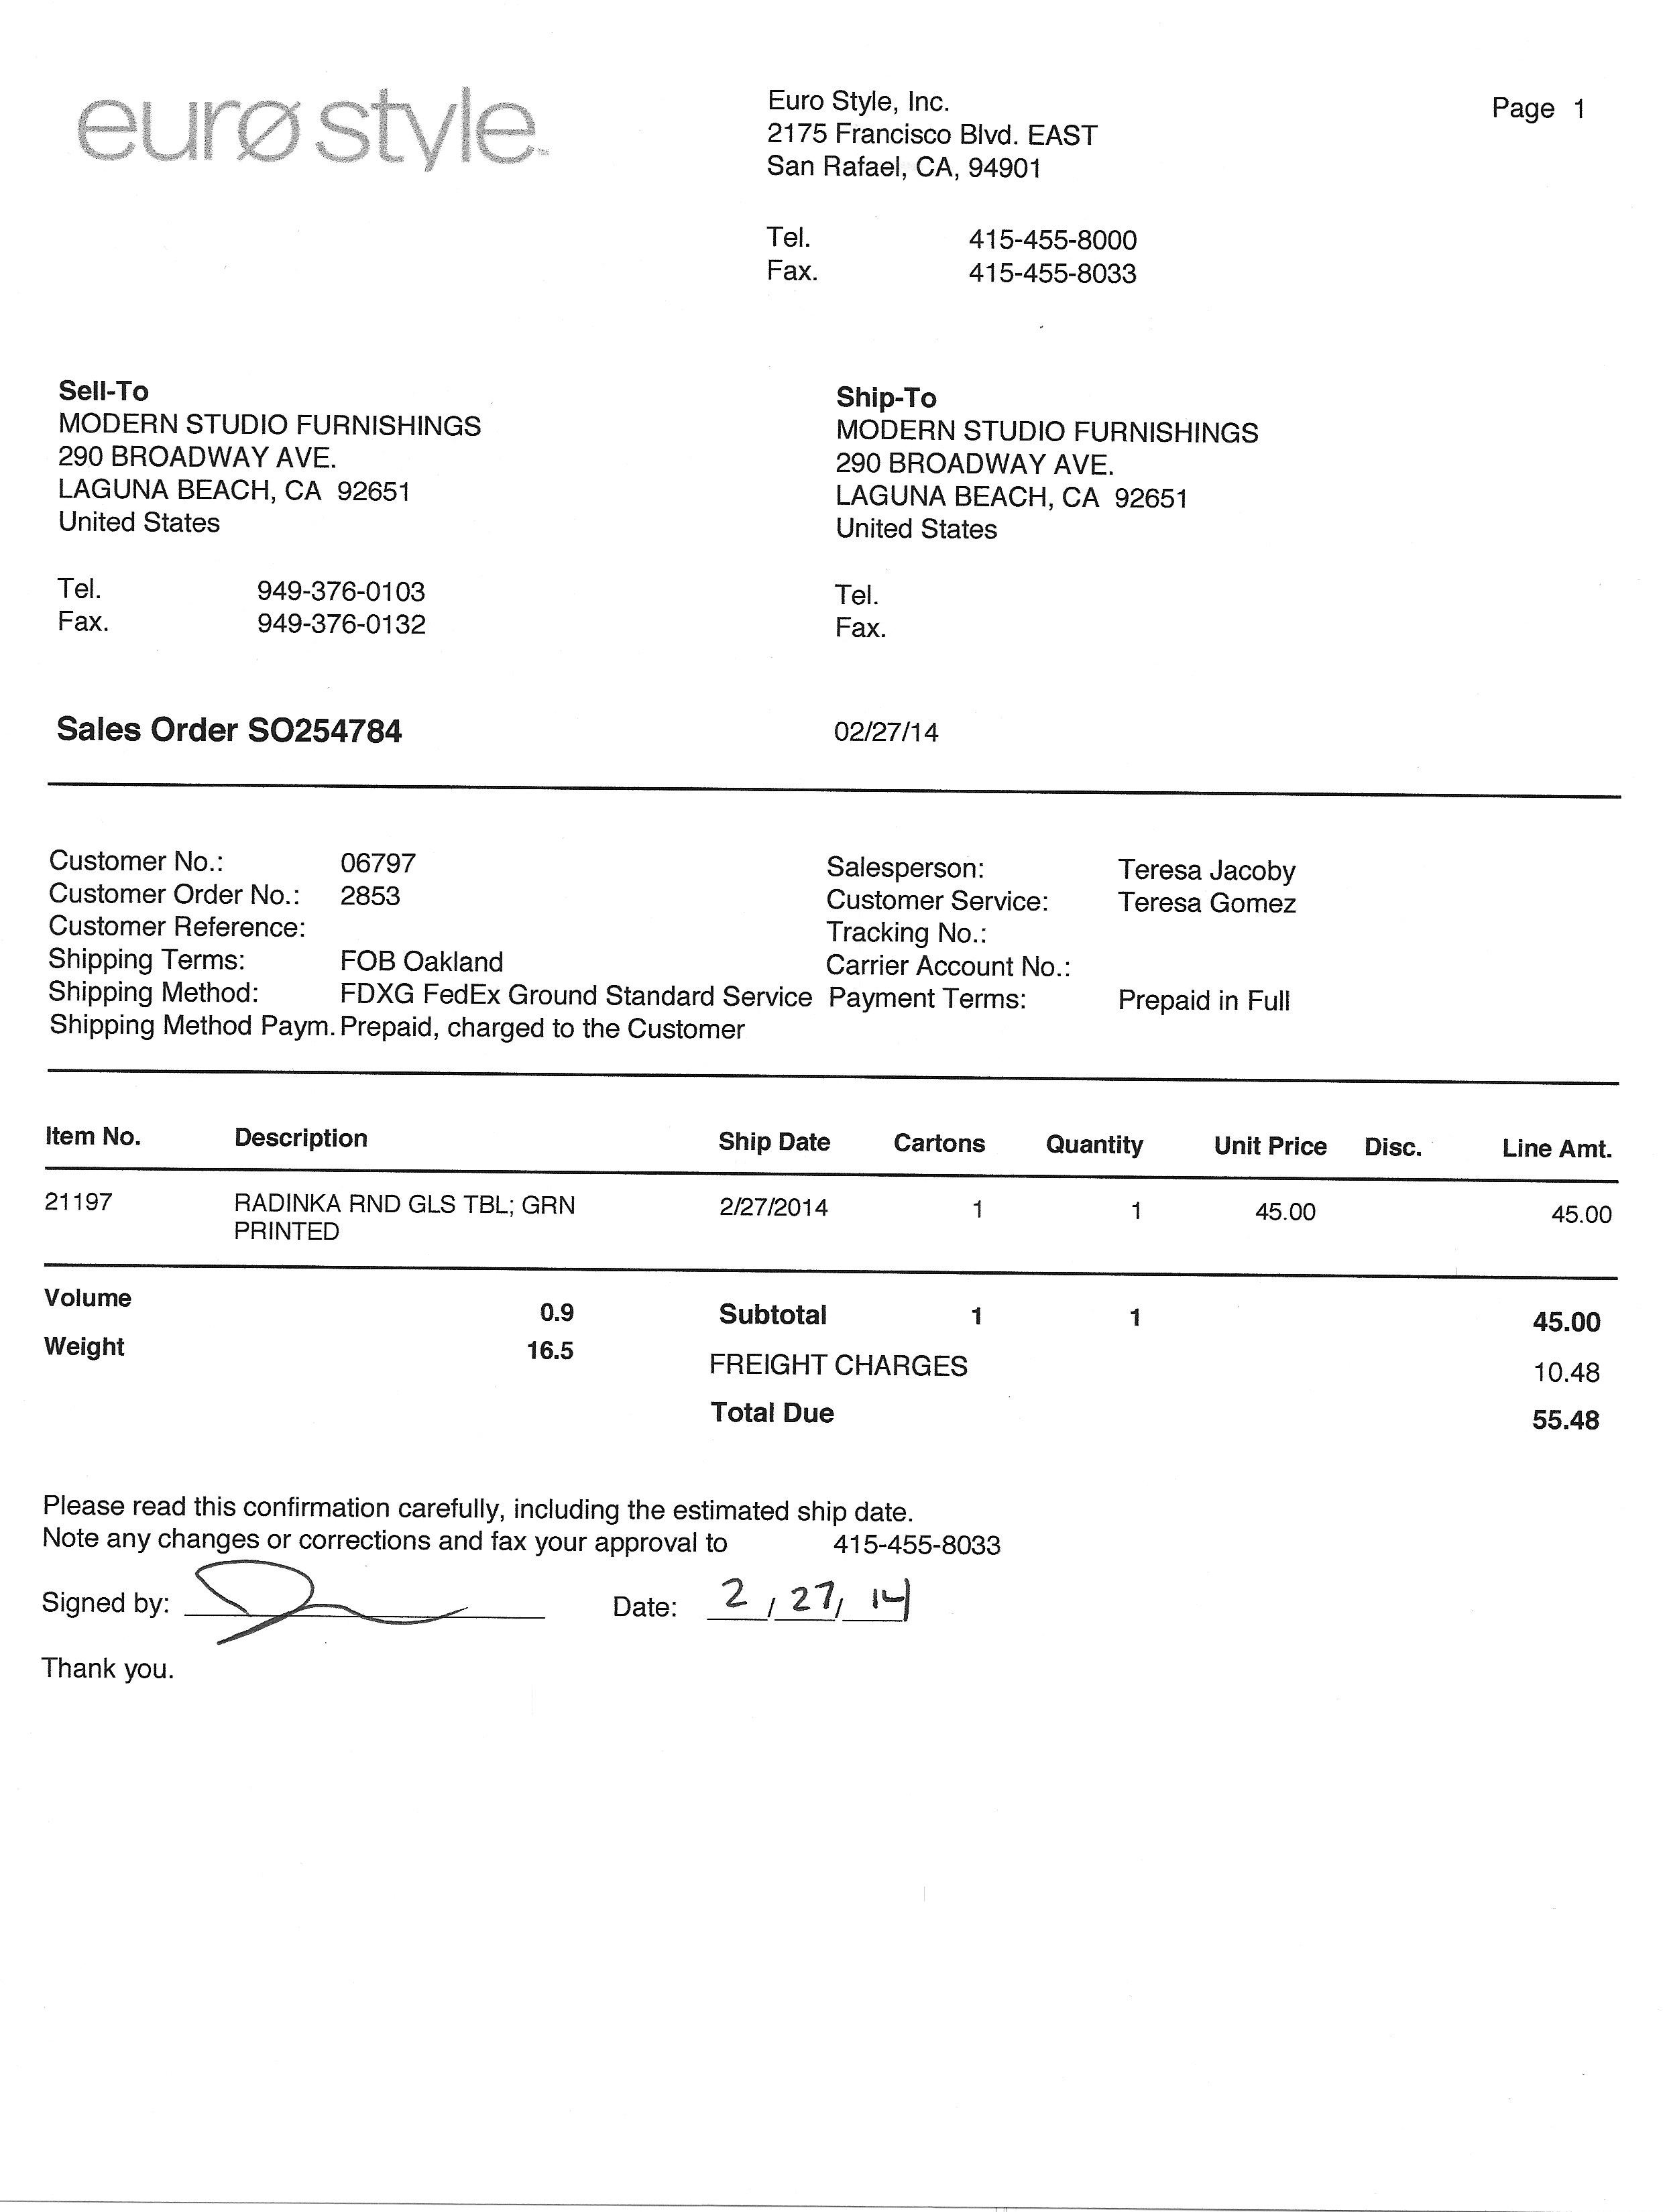 eurøstyle™
Euro Style, Inc.
2175 Francisco Blvd. EAST
San Rafael, CA, 94901
Page 1
Tel. 415-455-8000
Fax. 415-455-8033
Sell-To
MODERN STUDIO FURNISHINGS
290 BROADWAY AVE.
LAGUNA BEACH, CA 92651
United States
Tel. 949-376-0103
Fax. 949-376-0132
Ship-To
MODERN STUDIO FURNISHINGS
290 BROADWAY AVE.
LAGUNA BEACH, CA 92651
United States
Tel.
Fax.
Sales Order SO254784 02/27/14
Customer No.: 06797
Customer Order No.: 2853
Customer Reference:
Shipping Terms: FOB Oakland
Shipping Method: FDXG FedEx Ground Standard Service
Shipping Method Paym. Prepaid, charged to the Customer
Salesperson: Teresa Jacoby
Customer Service: Teresa Gomez
Tracking No.:
Carrier Account No.:
Payment Terms: Prepaid in Full
Item No. Description Ship Date Cartons Quantity Unit Price Disc. Line Amt.
21197 RADINKA RND GLS TBL; GRN 2/27/2014 1 1 45.00 45.00
PRINTED
Volume 0.9 Subtotal 1 1 45.00
Weight 16.5 FREIGHT CHARGES 10.48
Total Due 55.48
Please read this confirmation carefully, including the estimated ship date.
Note any changes or corrections and fax your approval to 415-455-8033
Signed by: Date: 2 / 27 / 14
Thank you.